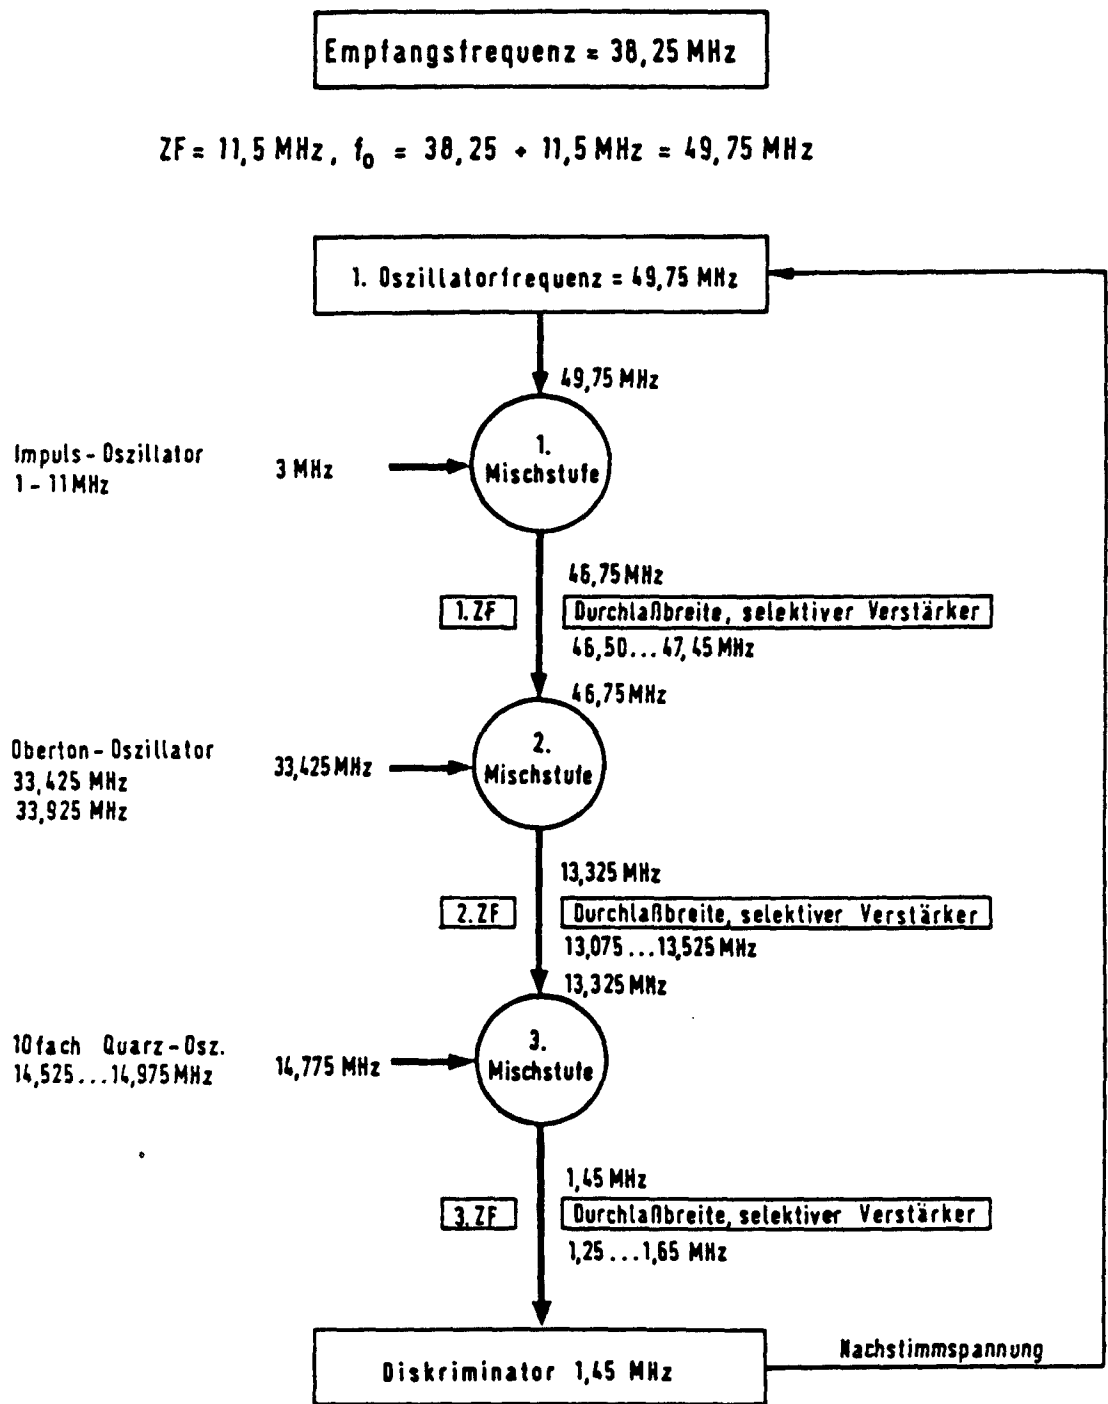 Empfangsfrequenz = 38,25 MHz
ZF = 11,5 MHz, f₀ = 38,25 + 11,5 MHz = 49,75 MHz
1. Oszillatorfrequenz = 49,75 MHz
49,75 MHz
Impuls-Oszillator
1 - 11 MHz
3 MHz
1.
Mischstufe
46,75 MHz
1. ZF
Durchlaßbreite, selektiver Verstärker
46,50...47,45 MHz
46,75 MHz
Oberton-Oszillator
33,425 MHz
33,925 MHz
33,425 MHz
2.
Mischstufe
13,325 MHz
2. ZF
Durchlaßbreite, selektiver Verstärker
13,075...13,525 MHz
13,325 MHz
10fach Quarz-Osz.
14,525...14,975 MHz
14,775 MHz
3.
Mischstufe
1,45 MHz
3. ZF
Durchlaßbreite, selektiver Verstärker
1,25...1,65 MHz
Diskriminator 1,45 MHz
Nachstimmspannung